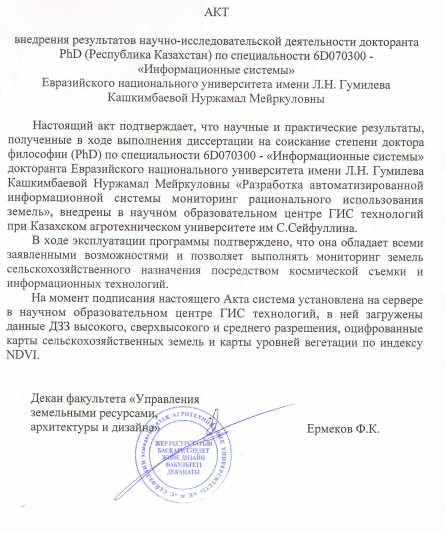 АКТ
внедрения результатов научно-исследовательской деятельности докторанта
PhD (Республика Казахстан) по специальности 6D070300 -
«Информационные системы»
Евразийского национального университета имени Л.Н. Гумилева
Кашкимбаевой Нуржамал Мейркуловны
Настоящий акт подтверждает, что научные и практические результаты,
полученные в ходе выполнения диссертации на соискание степени доктора
философии (PhD) по специальности 6D070300 - «Информационные системы»
докторанта Евразийского национального университета имени Л.Н. Гумилева
Кашкимбаевой Нуржамал Мейркуловны «Разработка автоматизированной
информационной системы мониторинг рационального использования
земель», внедрены в научном образовательном центре ГИС технологий
при Казахском агротехническом университете им С.Сейфуллина.
В ходе эксплуатации программы подтверждено, что она обладает всеми
заявленными возможностями и позволяет выполнять мониторинг земель
сельскохозяйственного назначения посредством космической съемки и
информационных технологий.
На момент подписания настоящего Акта система установлена на сервере
в научном образовательном центре ГИС технологий, в ней загружены
данные ДЗЗ высокого, сверхвысокого и среднего разрешения, оцифрованные
карты сельскохозяйственных земель и карты уровней вегетации по индексу
NDVI.
Декан факультета «Управления
земельными ресурсами,
архитектуры и дизайна»
Ермеков Ф.К.
ЖЕР РЕСУРСТАРЫН
БАСҚАРУ, СӘУЛЕТ
ЖӘНЕ ДИЗАЙН
ФАКУЛЬТЕТІ
ДЕКАНАТЫ